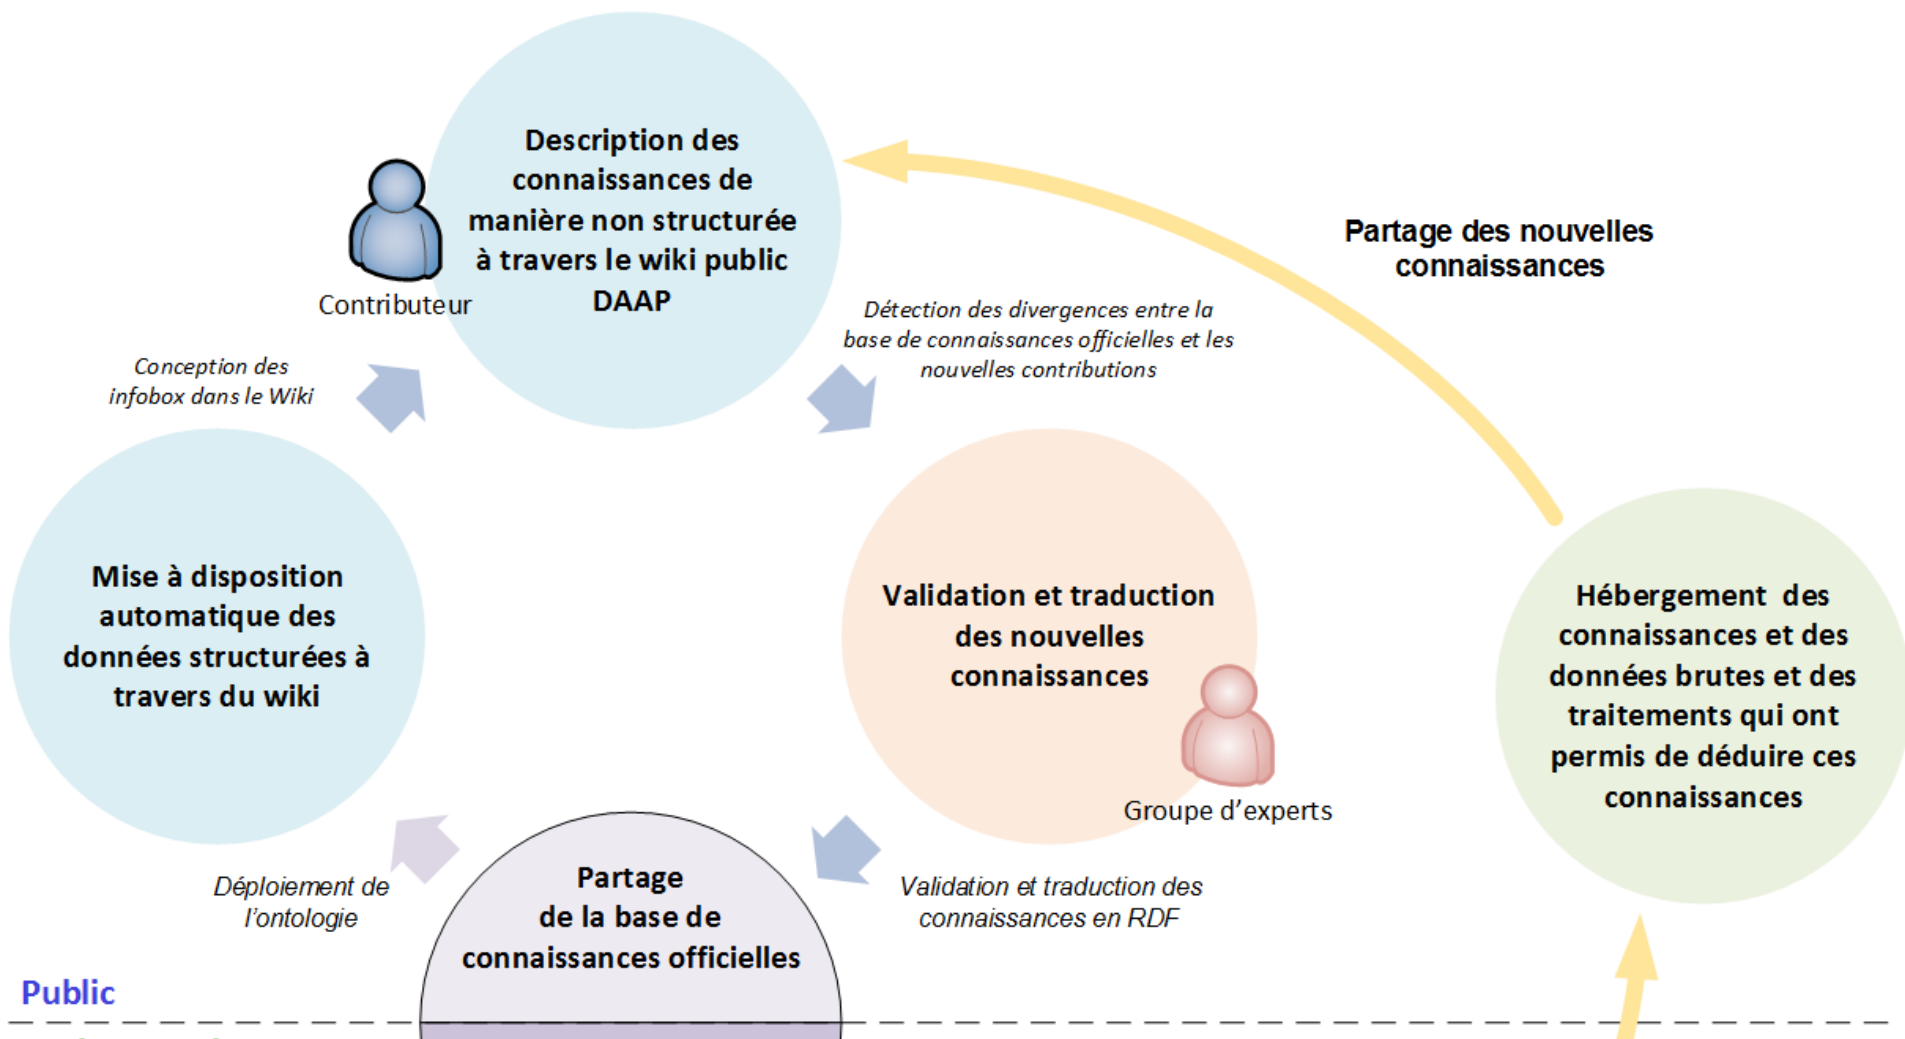 Description des
connaissances de
manière non structurée
à travers le wiki public
DAAP
Contributeur
Partage des nouvelles
connaissances
Détection des divergences entre la
base de connaissances officielles et les
nouvelles contributions
Conception des
infobox dans le Wiki
Mise à disposition
automatique des
données structurées à
travers du wiki
Validation et traduction
des nouvelles
connaissances
Groupe d'experts
Hébergement des
connaissances et des
données brutes et des
traitements qui ont
permis de déduire ces
connaissances
Déploiement de
l'ontologie
Partage
de la base de
connaissances officielles
Validation et traduction des
connaissances en RDF
Public